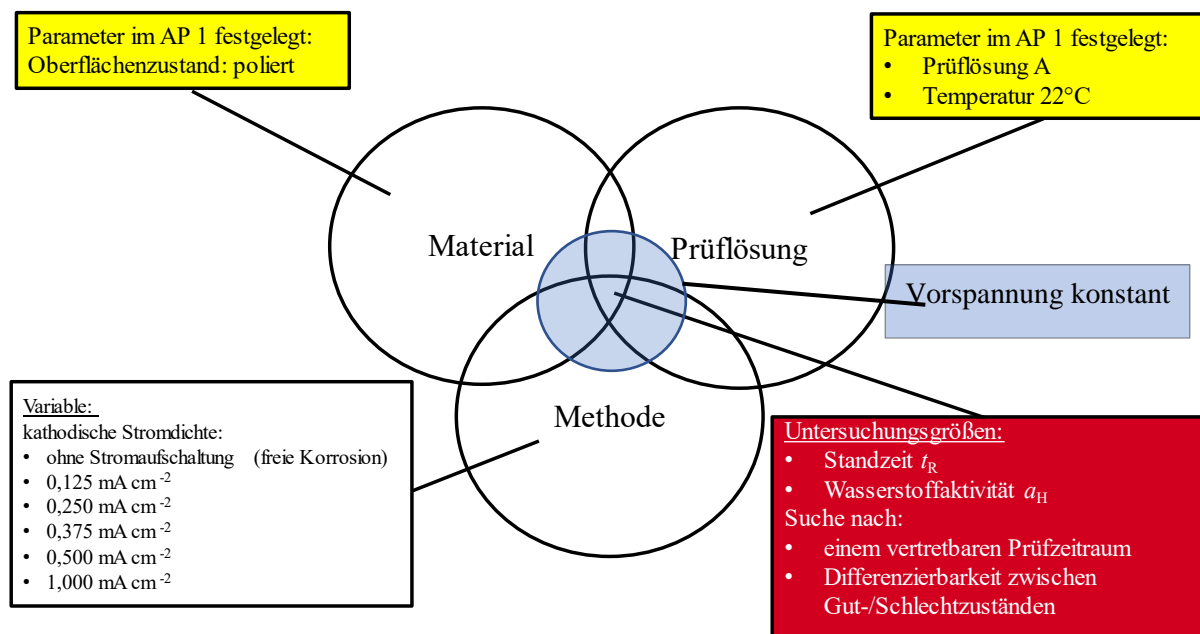 Parameter im AP 1 festgelegt:
Oberflächenzustand: poliert
Parameter im AP 1 festgelegt:
• Prüflösung A
• Temperatur 22°C
Material
Prüflösung
Vorspannung konstant
Methode
Variable:
kathodische Stromdichte:
• ohne Stromaufschaltung (freie Korrosion)
• 0,125 mA cm⁻²
• 0,250 mA cm⁻²
• 0,375 mA cm⁻²
• 0,500 mA cm⁻²
• 1,000 mA cm⁻²
Untersuchungsgrößen:
• Standzeit tR
• Wasserstoffaktivität aH
Suche nach:
• einem vertretbaren Prüfzeitraum
• Differenzierbarkeit zwischen
Gut-/Schlechtzuständen